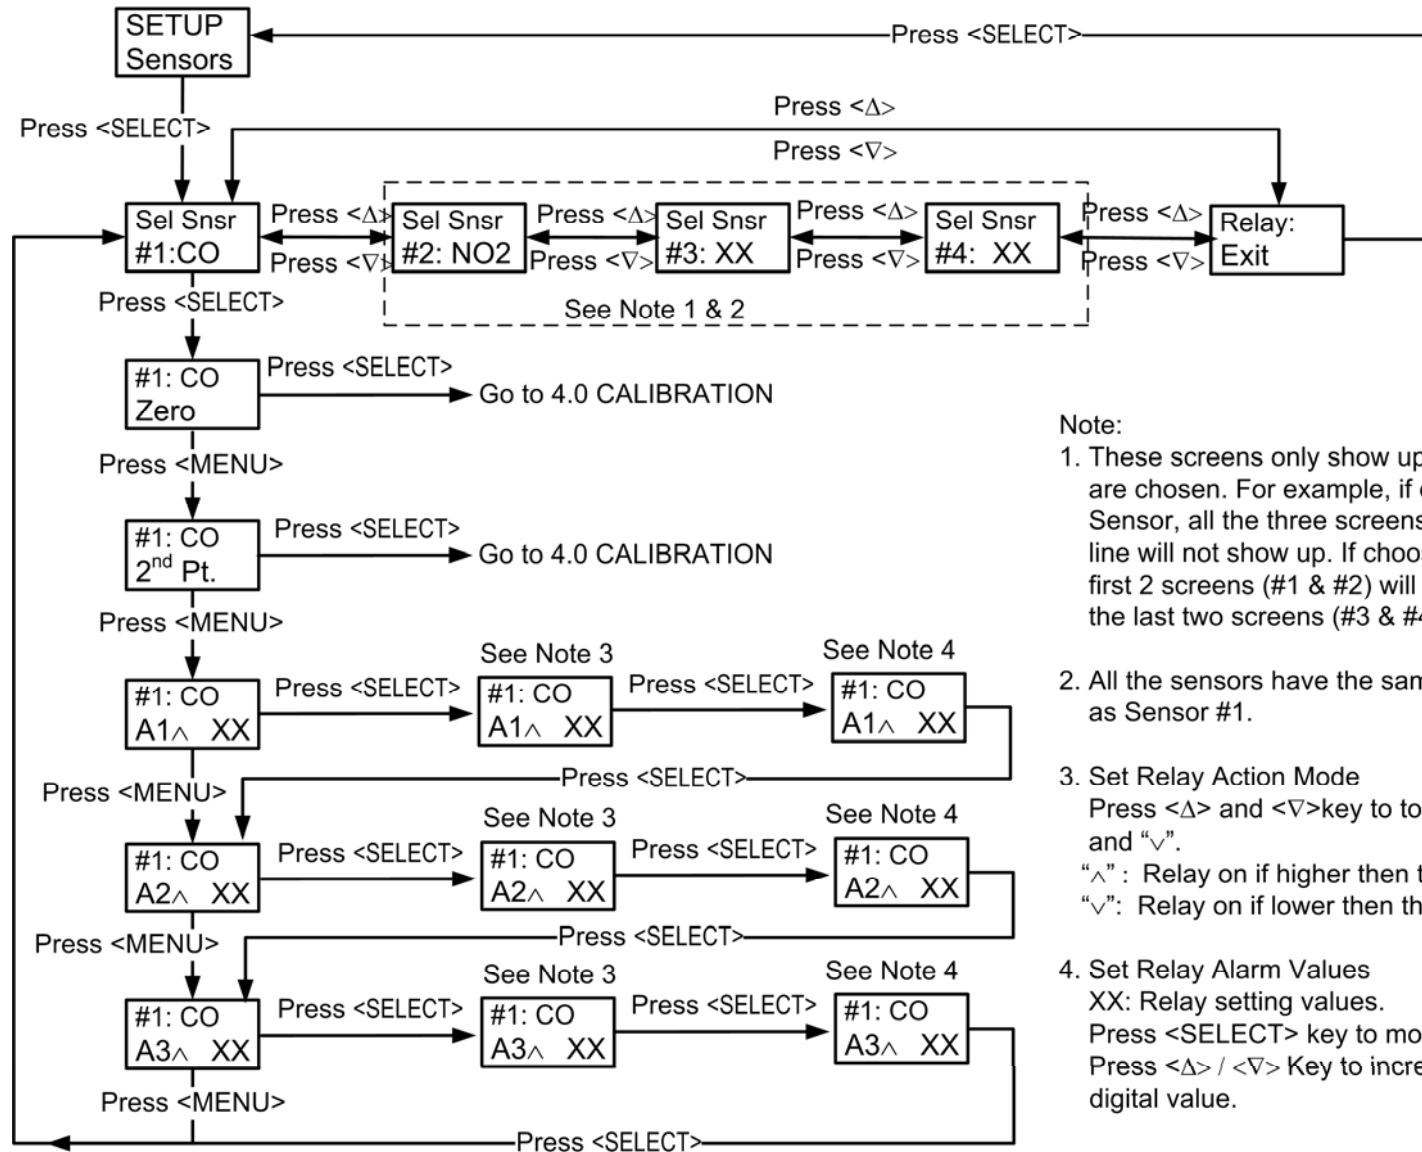 SETUP
Sensors
Press <SELECT>
Press <SELECT>
Press <Δ>
Press <∇>
Sel Snsr
#1:CO
Press <Δ>
Press <∇>
Sel Snsr
#2: NO2
Press <Δ>
Press <∇>
Sel Snsr
#3: XX
Press <Δ>
Press <∇>
Sel Snsr
#4: XX
Press <Δ>
Press <∇>
Relay:
Exit
See Note 1 & 2
Press <SELECT>
#1: CO
Zero
Press <SELECT>
Go to 4.0 CALIBRATION
Press <MENU>
#1: CO
2nd Pt.
Press <SELECT>
Go to 4.0 CALIBRATION
Press <MENU>
#1: CO
A1∧ XX
Press <SELECT>
See Note 3
#1: CO
A1∧ XX
Press <SELECT>
See Note 4
#1: CO
A1∧ XX
Press <SELECT>
Press <MENU>
#1: CO
A2∧ XX
Press <SELECT>
See Note 3
#1: CO
A2∧ XX
Press <SELECT>
See Note 4
#1: CO
A2∧ XX
Press <SELECT>
Press <MENU>
#1: CO
A3∧ XX
Press <SELECT>
See Note 3
#1: CO
A3∧ XX
Press <SELECT>
See Note 4
#1: CO
A3∧ XX
Press <MENU>
Press <SELECT>
Note:
1. These screens only show up
are chosen. For example, if
Sensor, all the three screens
line will not show up. If
first 2 screens (#1 & #2) will
the last two screens (#3 &
2. All the sensors have the
as Sensor #1.
3. Set Relay Action Mode
Press <Δ> and <∇>key to
and “∨”.
“∧” : Relay on if higher then
“∨”: Relay on if lower then
4. Set Relay Alarm Values
XX: Relay setting values.
Press <SELECT> key to
Press <Δ> / <∇> Key to
digital value.